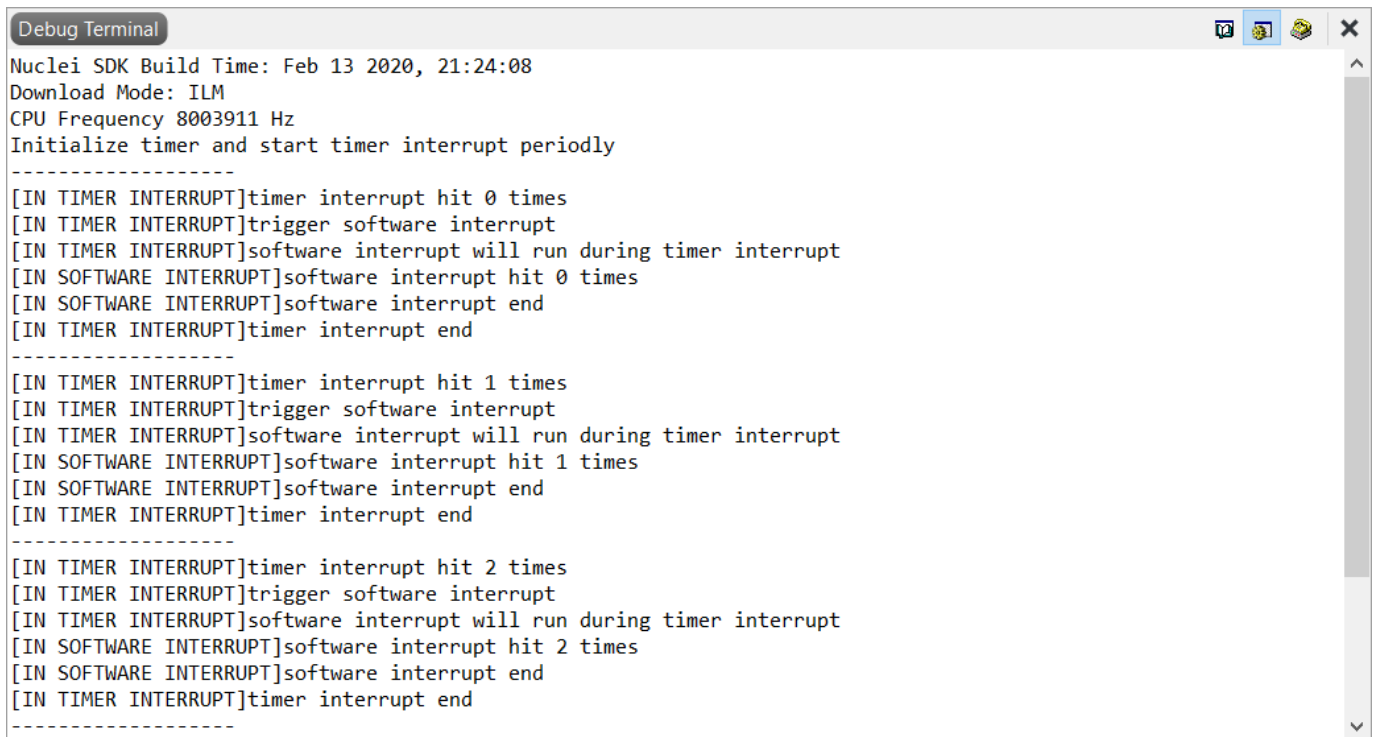 Debug Terminal
Nuclei SDK Build Time: Feb 13 2020, 21:24:08
Download Mode: ILM
CPU Frequency 8003911 Hz
Initialize timer and start timer interrupt periodly
-------------------
[IN TIMER INTERRUPT]timer interrupt hit 0 times
[IN TIMER INTERRUPT]trigger software interrupt
[IN TIMER INTERRUPT]software interrupt will run during timer interrupt
[IN SOFTWARE INTERRUPT]software interrupt hit 0 times
[IN SOFTWARE INTERRUPT]software interrupt end
[IN TIMER INTERRUPT]timer interrupt end
-------------------
[IN TIMER INTERRUPT]timer interrupt hit 1 times
[IN TIMER INTERRUPT]trigger software interrupt
[IN TIMER INTERRUPT]software interrupt will run during timer interrupt
[IN SOFTWARE INTERRUPT]software interrupt hit 1 times
[IN SOFTWARE INTERRUPT]software interrupt end
[IN TIMER INTERRUPT]timer interrupt end
-------------------
[IN TIMER INTERRUPT]timer interrupt hit 2 times
[IN TIMER INTERRUPT]trigger software interrupt
[IN TIMER INTERRUPT]software interrupt will run during timer interrupt
[IN SOFTWARE INTERRUPT]software interrupt hit 2 times
[IN SOFTWARE INTERRUPT]software interrupt end
[IN TIMER INTERRUPT]timer interrupt end
-------------------